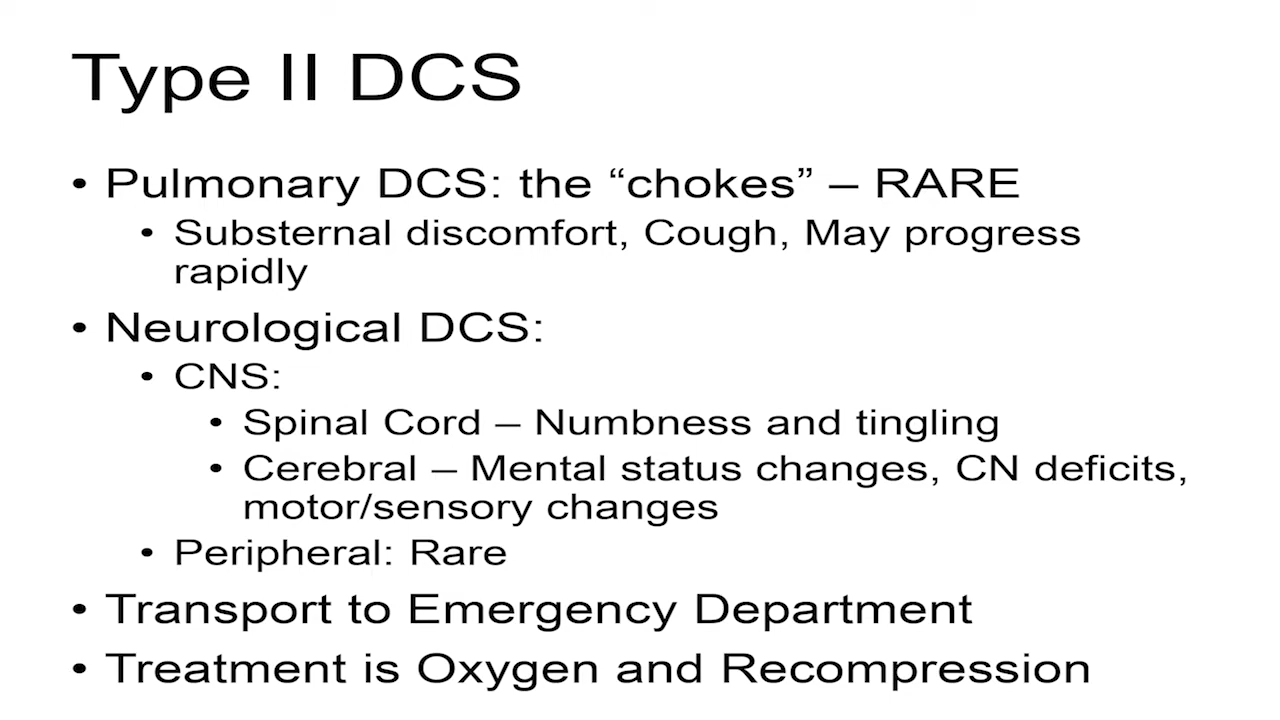 Type II DCS
• Pulmonary DCS: the “chokes” – RARE
• Substernal discomfort, Cough, May progress
rapidly
• Neurological DCS:
• CNS:
• Spinal Cord – Numbness and tingling
• Cerebral – Mental status changes, CN deficits,
motor/sensory changes
• Peripheral: Rare
• Transport to Emergency Department
• Treatment is Oxygen and Recompression